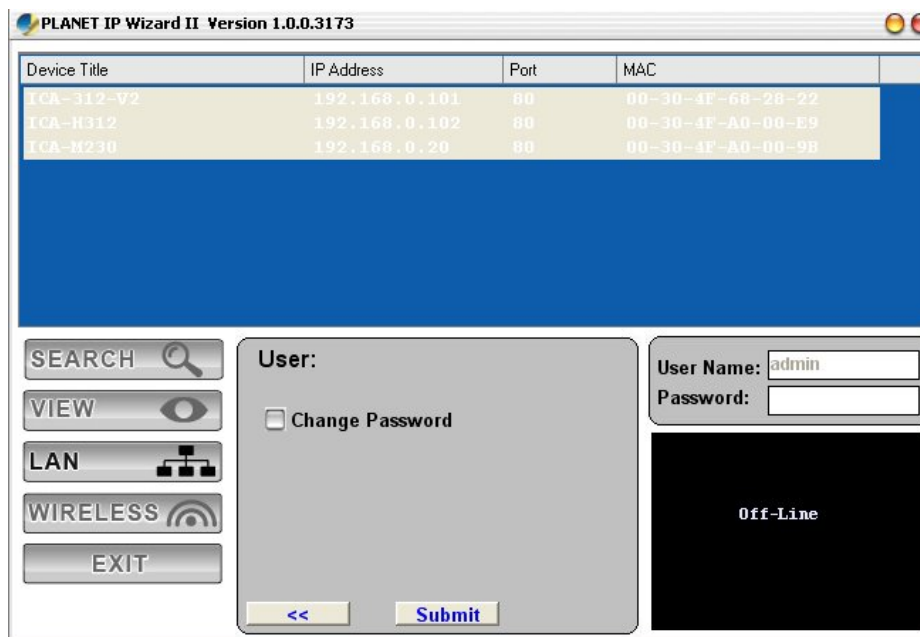 PLANET IP Wizard II Version 1.0.0.3173
Device Title IP Address Port MAC
ICA-312-V2 192.168.0.101 80 00-30-4F-68-28-22
ICA-H312 192.168.0.102 80 00-30-4F-A0-00-E9
ICA-M230 192.168.0.20 80 00-30-4F-A0-00-9B
SEARCH
VIEW
LAN
WIRELESS
EXIT
User:
Change Password
<< Submit
User Name: admin
Password:
Off-Line